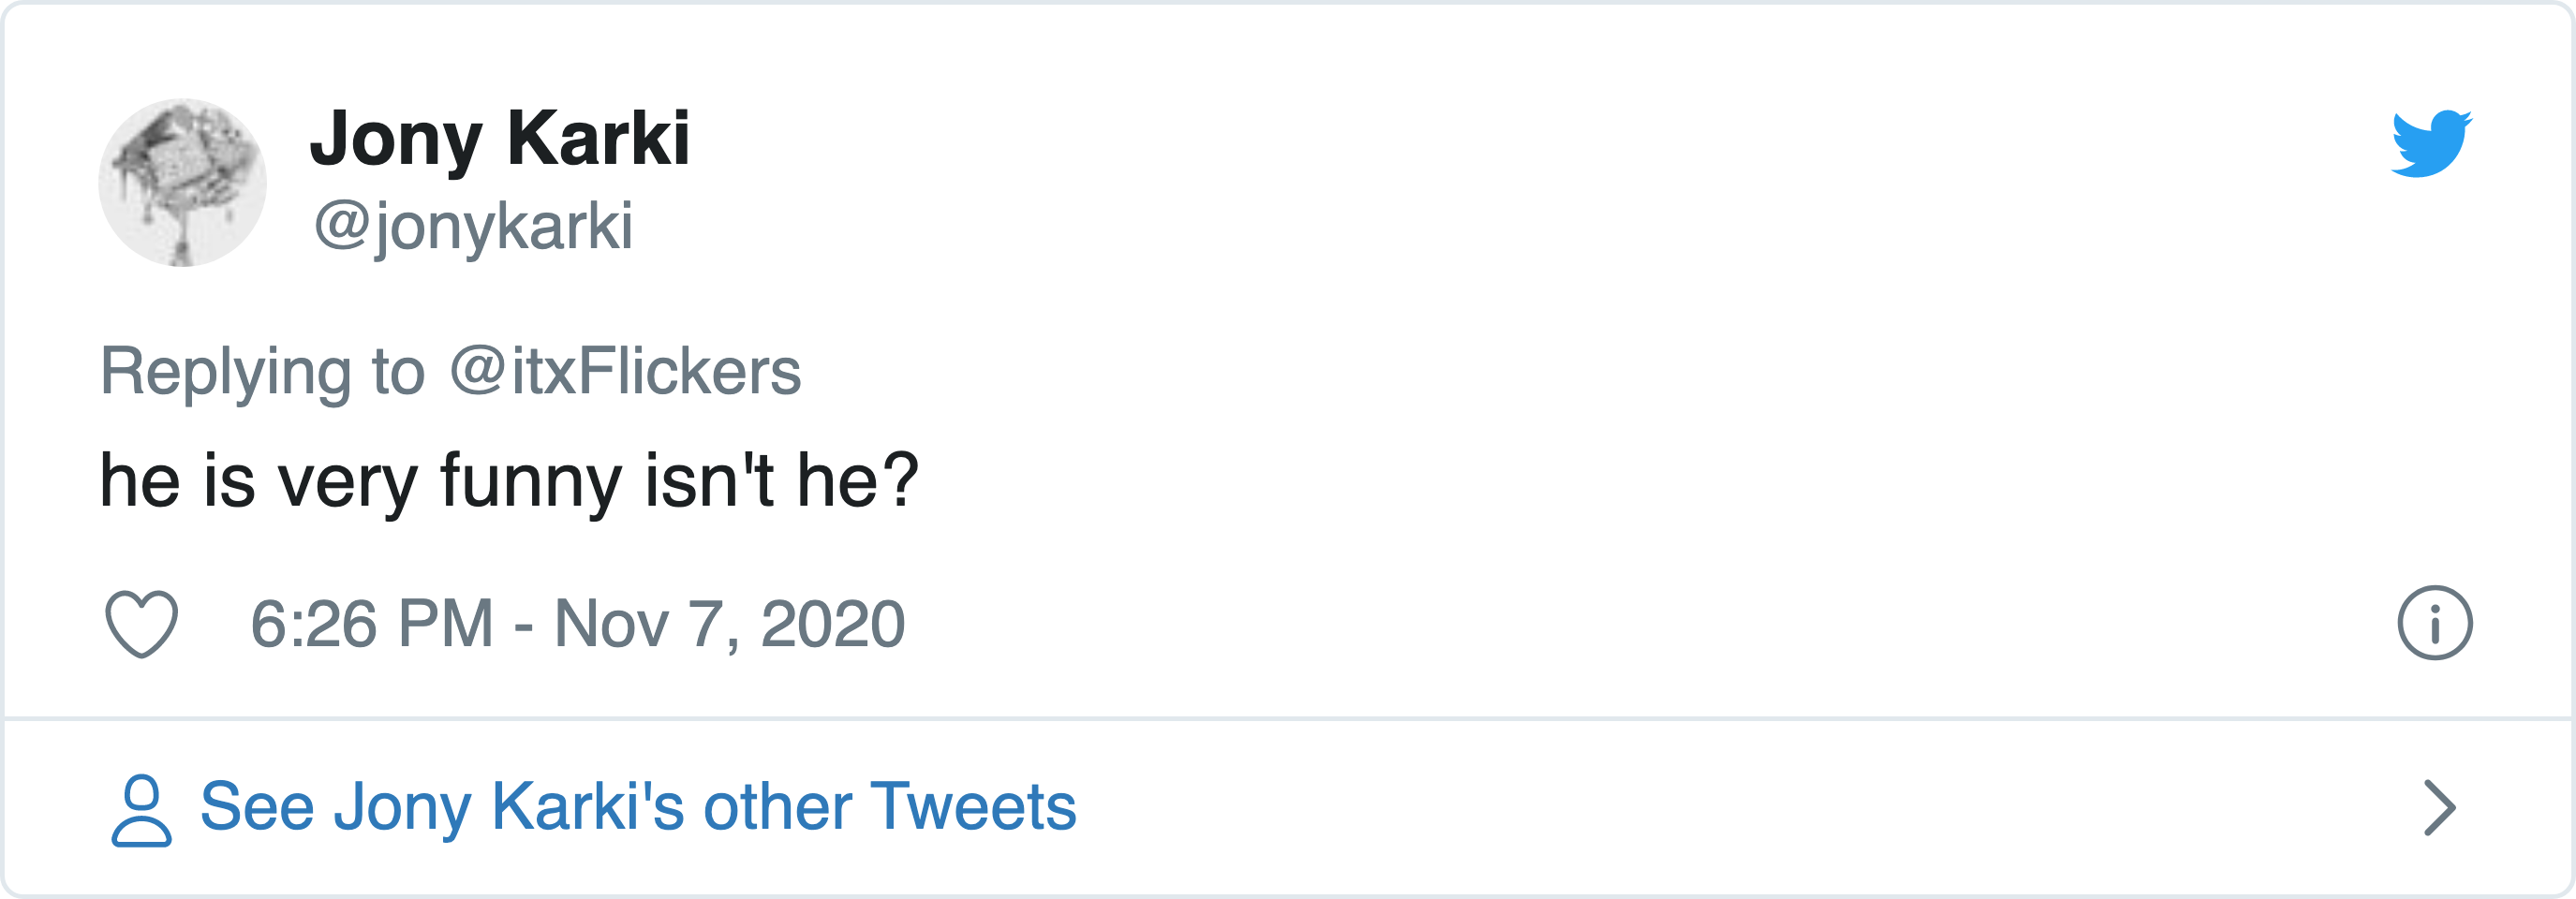 Jony Karki
@jonykarki
Replying to @itxFlickers
he is very funny isn't he?
6:26 PM - Nov 7, 2020
See Jony Karki's other Tweets